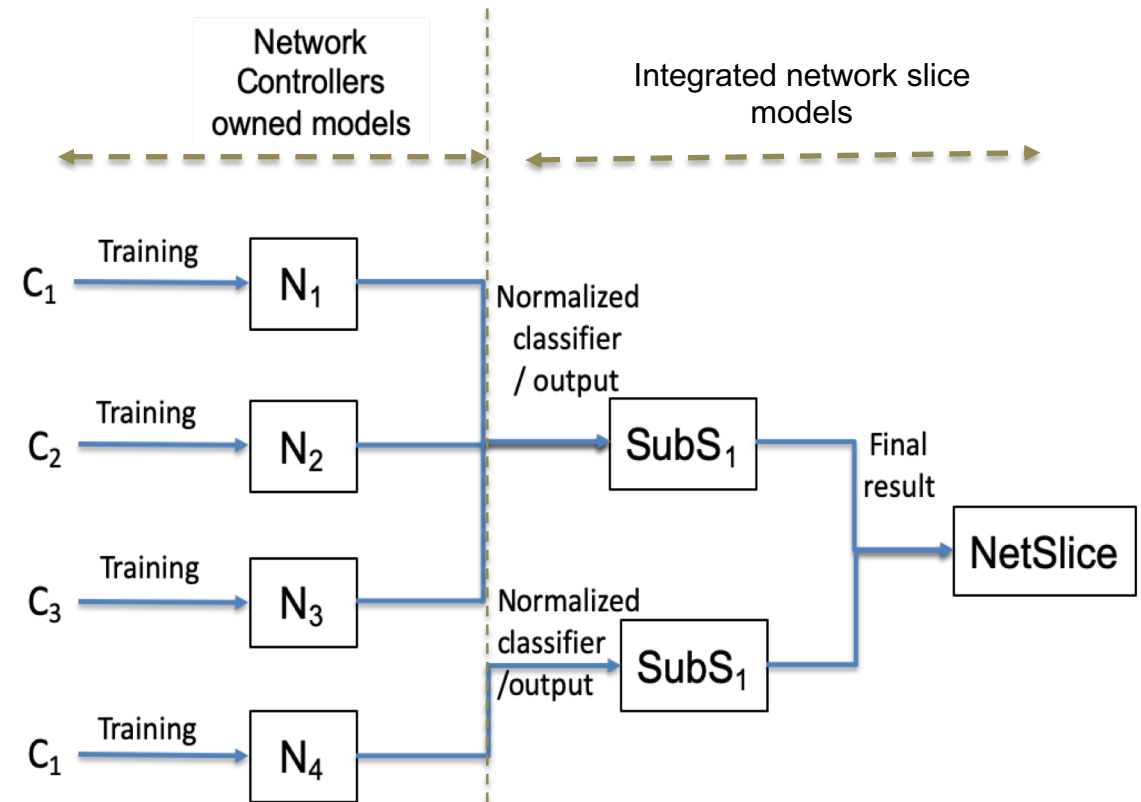 Network
Controllers
owned models
Integrated network slice
models
C₁
Training
N₁
Normalized
classifier
/ output
C₂
Training
N₂
SubS₁
Final
result
NetSlice
C₃
Training
N₃
Normalized
classifier
/output
SubS₁
C₁
Training
N₄